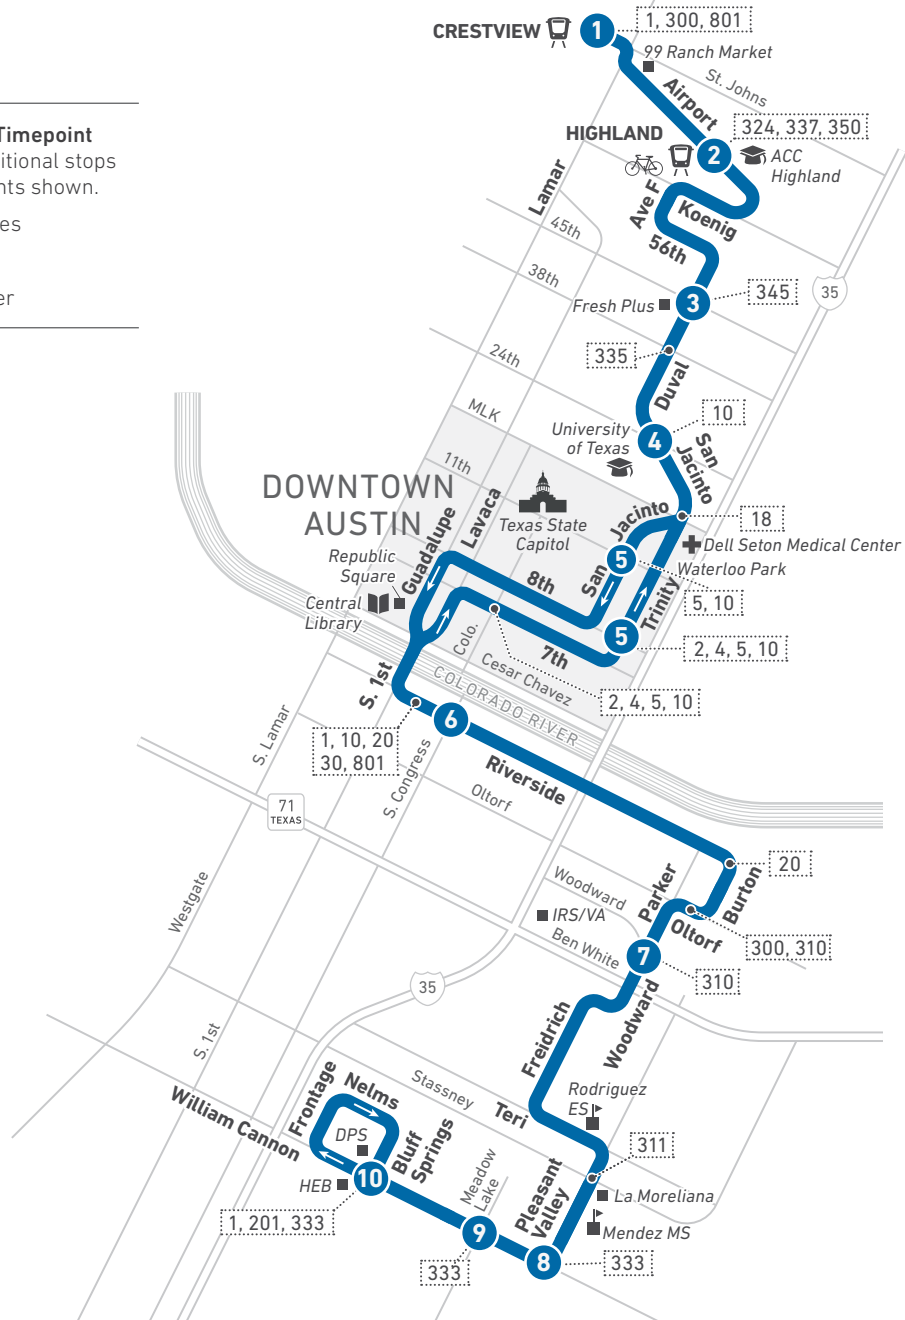 CRESTVIEW
1
1, 300, 801
99 Ranch Market
St. Johns
Airport
Timepoint
itional stops
nts shown.
es
er
HIGHLAND
2
324, 337, 350
ACC
Highland
Lamar
Ave F
Koenig
45th
56th
38th
Fresh Plus
3
345
35
335
24th
Duval
MLK
10
University
of Texas
4
San
Jacinto
11th
DOWNTOWN
AUSTIN
Guadalupe
Lavaca
Texas State
Capitol
San
Jacinto
18
Dell Seton Medical Center
Waterloo Park
Republic
Square
Central
Library
8th
5
Trinity
5, 10
5
2, 4, 5, 10
Colo.
7th
Cesar Chavez
2, 4, 5, 10
S. 1st
COLORADO RIVER
S. Lamar
1, 10, 20
30, 801
6
S. Congress
Riverside
Oltorf
71
TEXAS
20
Burton
Westgate
Woodward
Parker
Oltorf
IRS/VA
Ben White
300, 310
7
310
35
Woodward
Freidrich
S. 1st
William Cannon
Frontage
Nelms
Stassney
Teri
Rodriguez
ES
DPS
Bluff
Springs
311
HEB
10
Meadow
Lake
Pleasant
Valley
La Moreliana
Mendez MS
1, 201, 333
9
333
8
333